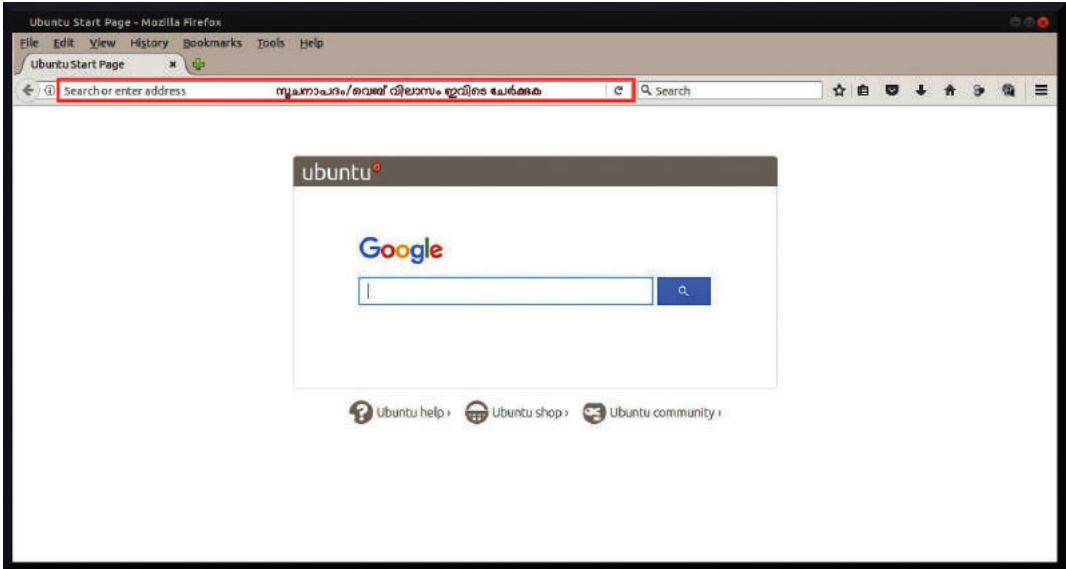 Ubuntu Start Page - Mozilla Firefox
File Edit View History Bookmarks Tools Help
Ubuntu Start Page
Search or enter address സൂചനാപദം/വെബ് വിലാസം ഇവിടെ ചേർക്കുക Search
ubuntu
Google
Ubuntu help › Ubuntu shop › Ubuntu community ›